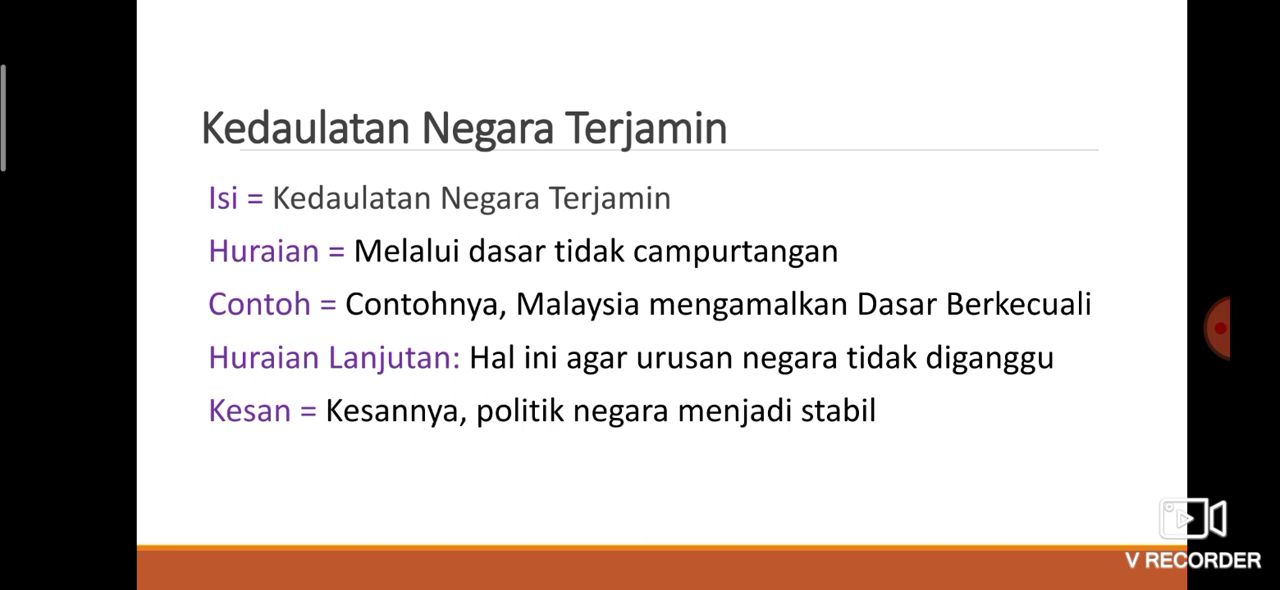 Kedaulatan Negara Terjamin
Isi = Kedaulatan Negara Terjamin
Huraian = Melalui dasar tidak campurtangan
Contoh = Contohnya, Malaysia mengamalkan Dasar Berkecuali
Huraian Lanjutan: Hal ini agar urusan negara tidak diganggu
Kesan = Kesannya, politik negara menjadi stabil
V RECORDER